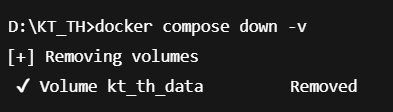 D:\KT_TH>docker compose down -v
[+] Removing volumes
✔ Volume kt_th_data Removed